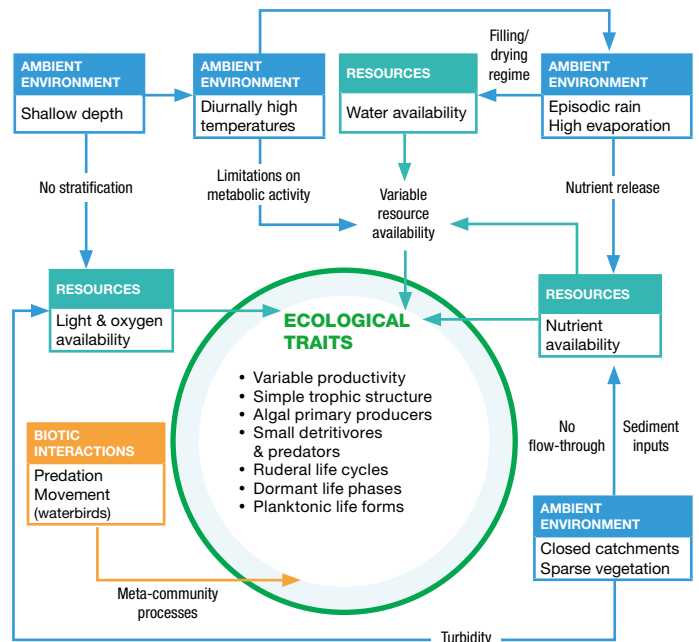 Filling/
drying
regime
AMBIENT
ENVIRONMENT
Shallow depth
AMBIENT
ENVIRONMENT
Diurnally high
temperatures
RESOURCES
Water availability
AMBIENT
ENVIRONMENT
Episodic rain
High evaporation
No stratification
Limitations on
metabolic activity
Variable
resource
availability
Nutrient release
RESOURCES
Light & oxygen
availability
RESOURCES
Nutrient
availability
ECOLOGICAL
TRAITS
• Variable productivity
• Simple trophic structure
• Algal primary producers
• Small detritivores
& predators
• Ruderal life cycles
• Dormant life phases
• Planktonic life forms
BIOTIC
INTERACTIONS
Predation
Movement
(waterbirds)
No
flow-through
Sediment
inputs
AMBIENT
ENVIRONMENT
Closed catchments
Sparse vegetation
Meta-community
processes
Turbidity